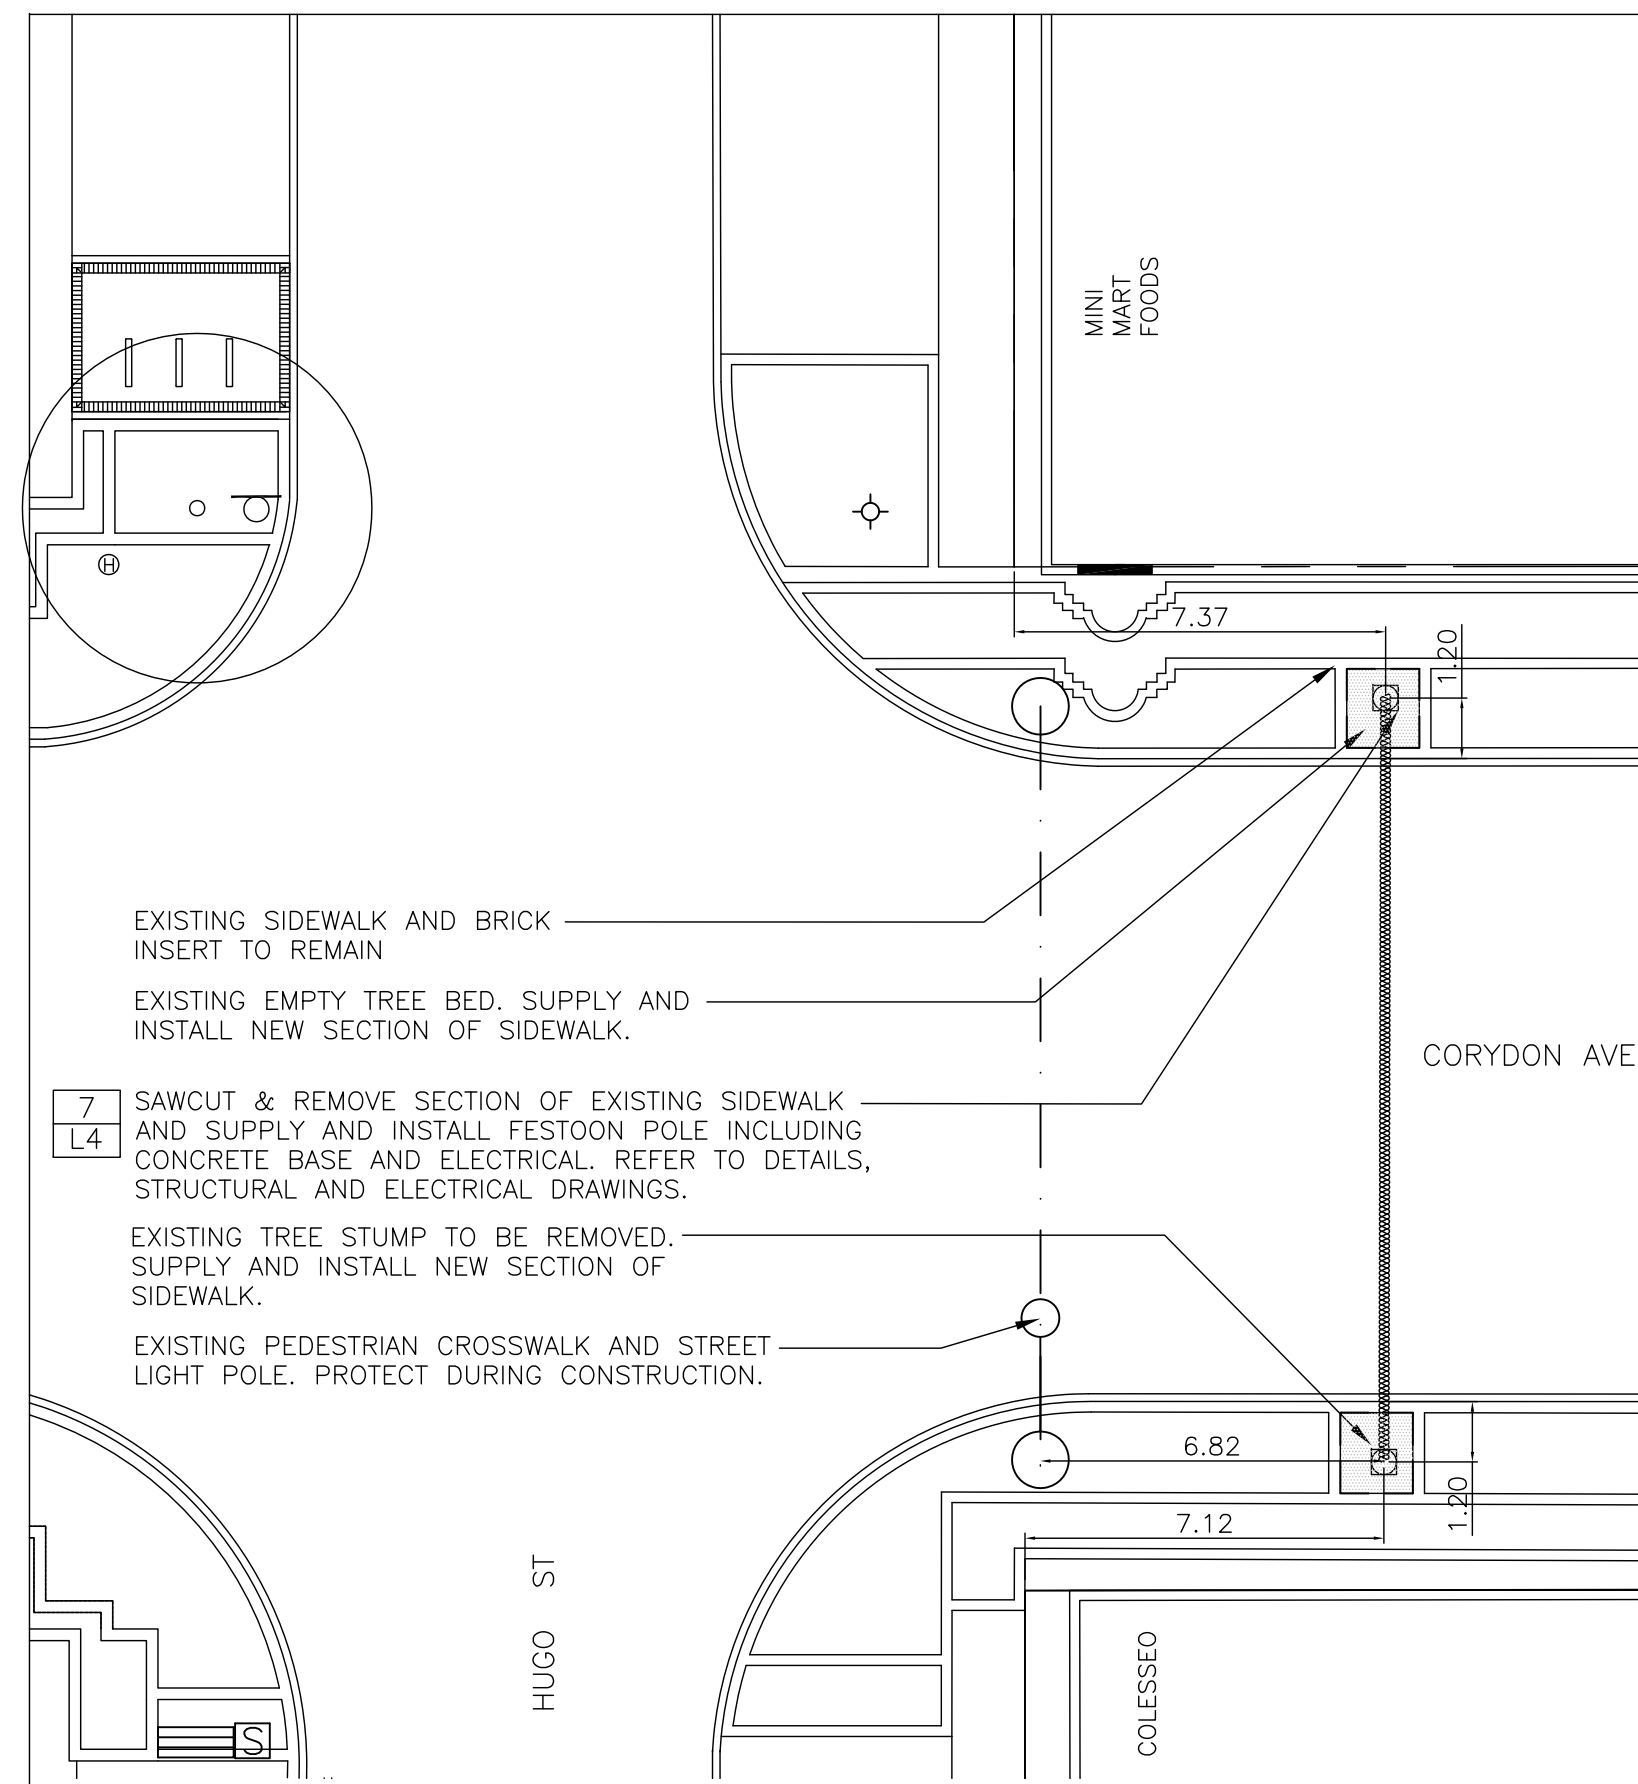 MINI
MART
FOODS
H
7.37
1.20
EXISTING SIDEWALK AND BRICK
INSERT TO REMAIN
EXISTING EMPTY TREE BED. SUPPLY AND
INSTALL NEW SECTION OF SIDEWALK.
CORYDON AVE
7
L4
SAWCUT & REMOVE SECTION OF EXISTING SIDEWALK
AND SUPPLY AND INSTALL FESTOON POLE INCLUDING
CONCRETE BASE AND ELECTRICAL. REFER TO DETAILS,
STRUCTURAL AND ELECTRICAL DRAWINGS.
EXISTING TREE STUMP TO BE REMOVED.
SUPPLY AND INSTALL NEW SECTION OF
SIDEWALK.
EXISTING PEDESTRIAN CROSSWALK AND STREET
LIGHT POLE. PROTECT DURING CONSTRUCTION.
6.82
1.20
7.12
HUGO ST
COLESSEO
S